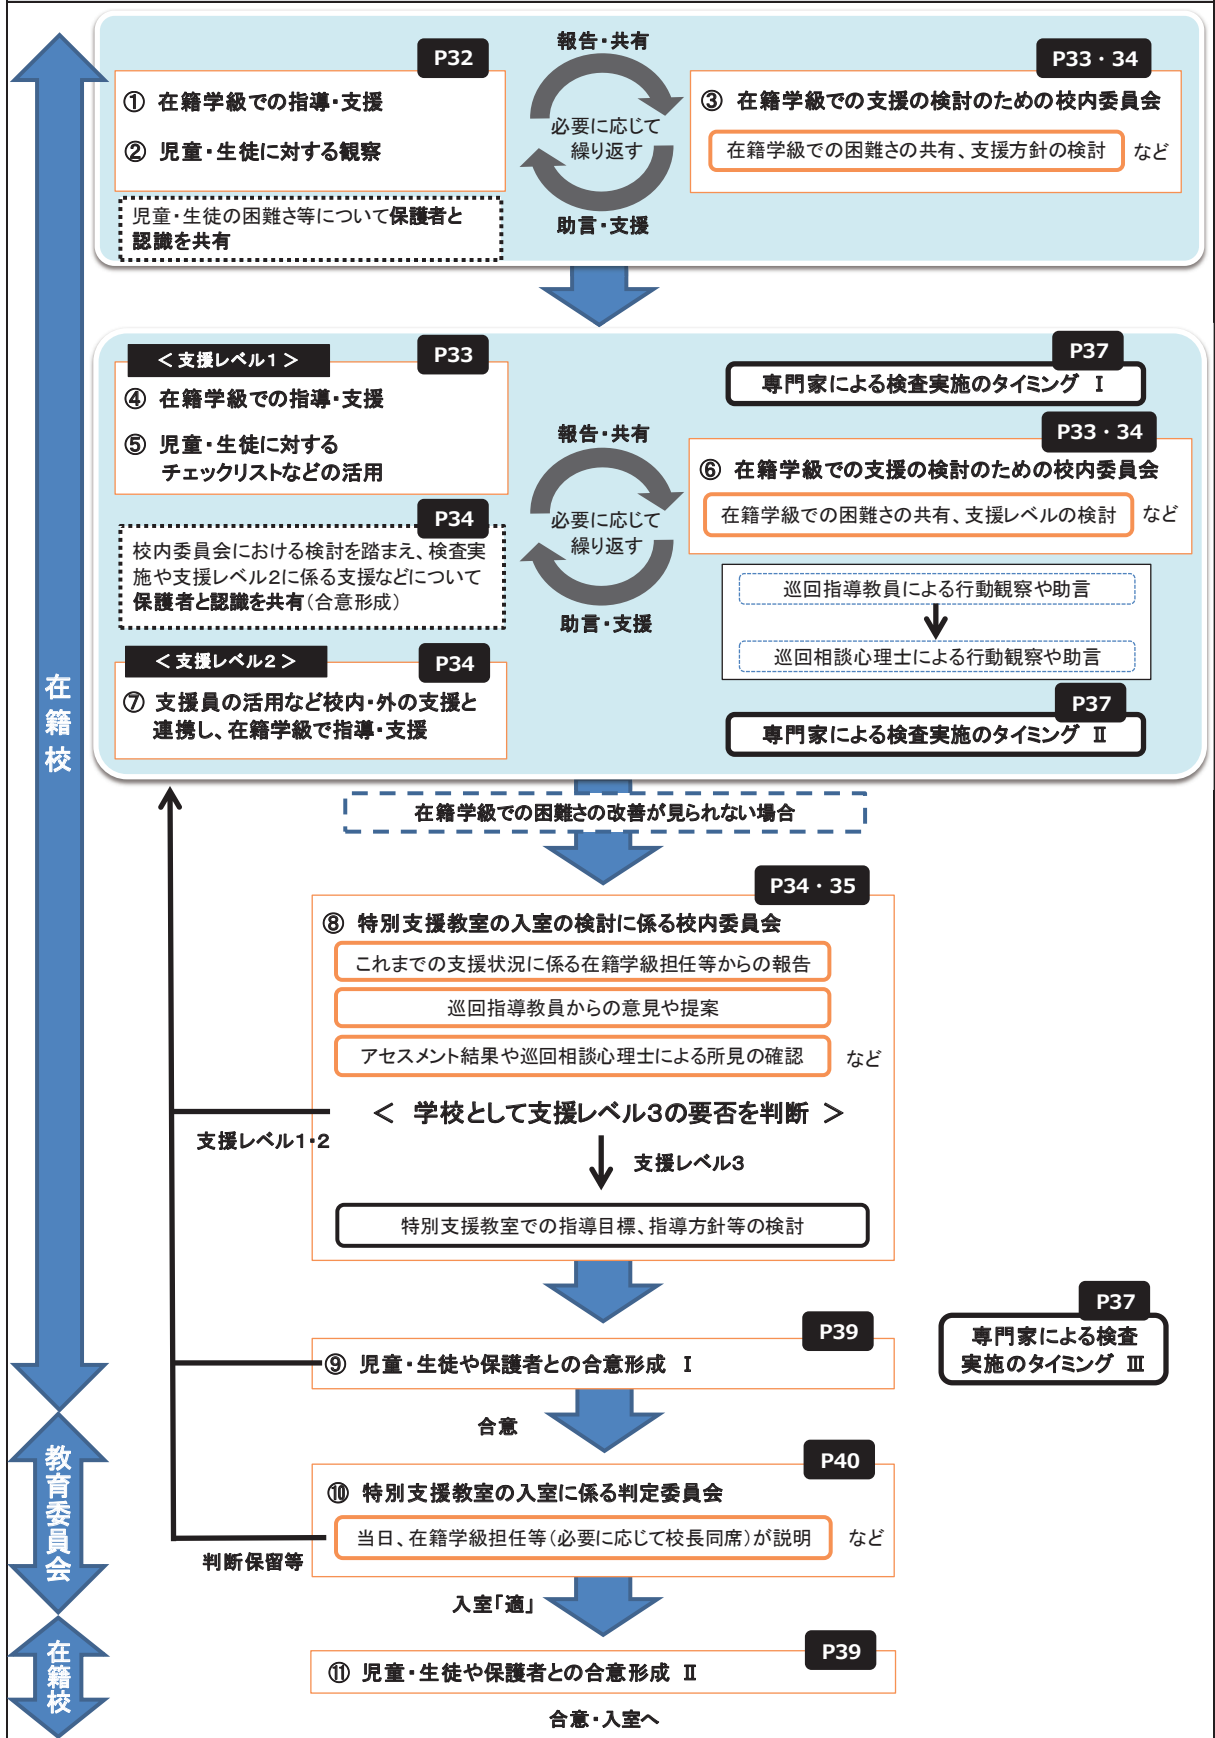 P32
① 在籍学級での指導・支援
② 児童・生徒に対する観察
児童・生徒の困難さ等について保護者と
認識を共有
報告・共有
必要に応じて
繰り返す
助言・支援
P33・34
③ 在籍学級での支援の検討のための校内委員会
在籍学級での困難さの共有、支援方針の検討 など
＜支援レベル１＞
P33
④ 在籍学級での指導・支援
⑤ 児童・生徒に対する
チェックリストなどの活用
P34
校内委員会における検討を踏まえ、検査実
施や支援レベル２に係る支援などについて
保護者と認識を共有（合意形成）
＜支援レベル２＞
P34
⑦ 支援員の活用など校内・外の支援と
連携し、在籍学級で指導・支援
報告・共有
必要に応じて
繰り返す
助言・支援
P37
専門家による検査実施のタイミング Ⅰ
P33・34
⑥ 在籍学級での支援の検討のための校内委員会
在籍学級での困難さの共有、支援レベルの検討 など
巡回指導教員による行動観察や助言
巡回相談心理士による行動観察や助言
P37
専門家による検査実施のタイミング Ⅱ
在籍校
在籍学級での困難さの改善が見られない場合
P34・35
⑧ 特別支援教室の入室の検討に係る校内委員会
これまでの支援状況に係る在籍学級担任等からの報告
巡回指導教員からの意見や提案
アセスメント結果や巡回相談心理士による所見の確認 など
＜ 学校として支援レベル３の要否を判断 ＞
支援レベル１・２
支援レベル３
特別支援教室での指導目標、指導方針等の検討
P37
専門家による検査
実施のタイミング Ⅲ
P39
⑨ 児童・生徒や保護者との合意形成 Ⅰ
合意
教育委員会
P40
⑩ 特別支援教室の入室に係る判定委員会
当日、在籍学級担任等（必要に応じて校長同席）が説明 など
判断保留等
入室「適」
在籍校
P39
⑪ 児童・生徒や保護者との合意形成 Ⅱ
合意・入室へ